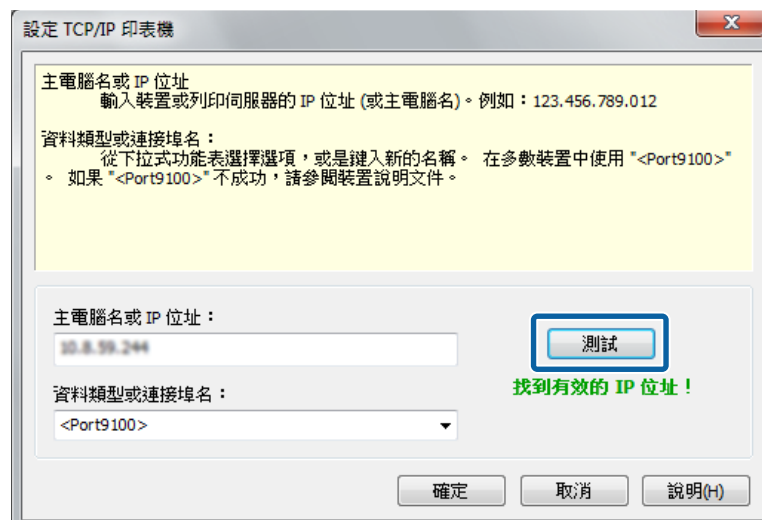 設定 TCP/IP 印表機
主電腦名或 IP 位址
輸入裝置或列印伺服器的 IP 位址 (或主電腦名)。例如：123.456.789.012
資料類型或連接埠名：
從下拉式功能表選擇選項，或是鍵入新的名稱。 在多數裝置中使用 "<Port9100>"
。 如果 "<Port9100>" 不成功，請參閱裝置說明文件。
主電腦名或 IP 位址：
10.8.59.244
測試
找到有效的 IP 位址！
資料類型或連接埠名：
<Port9100>
確定 取消 說明(H)